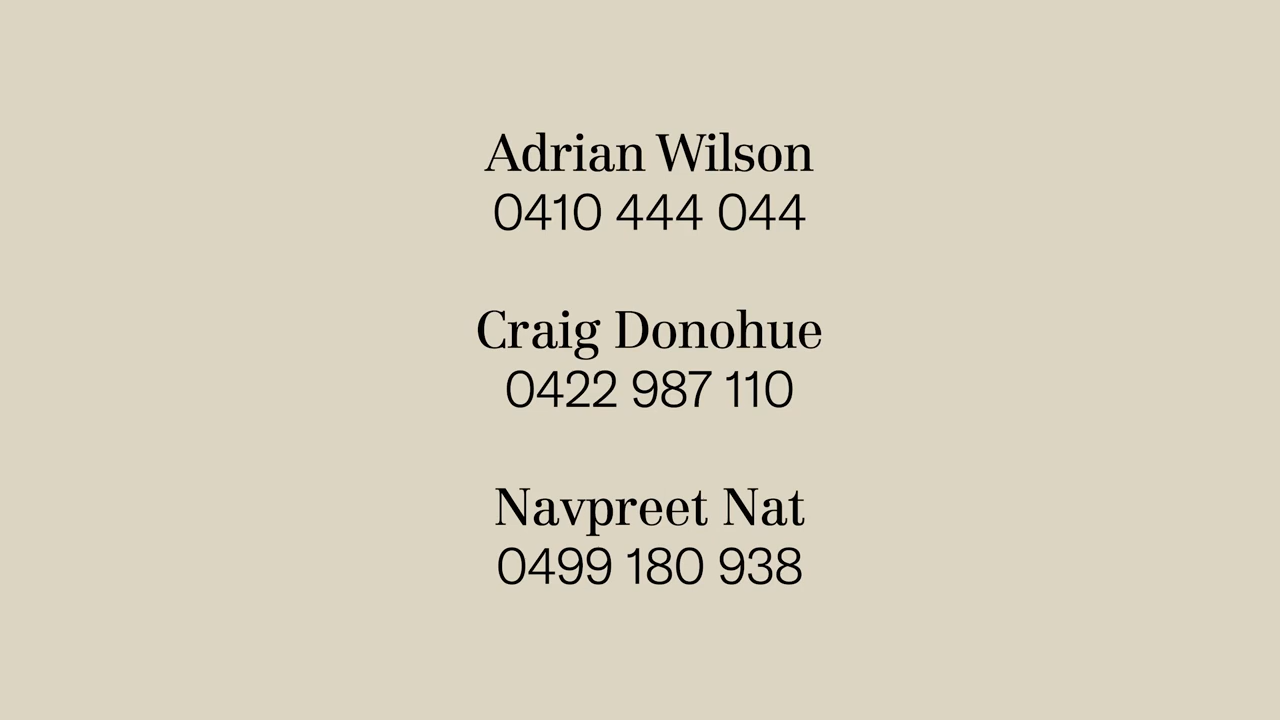 Adrian Wilson
0410 444 044
Craig Donohue
0422 987 110
Navpreet Nat
0499 180 938